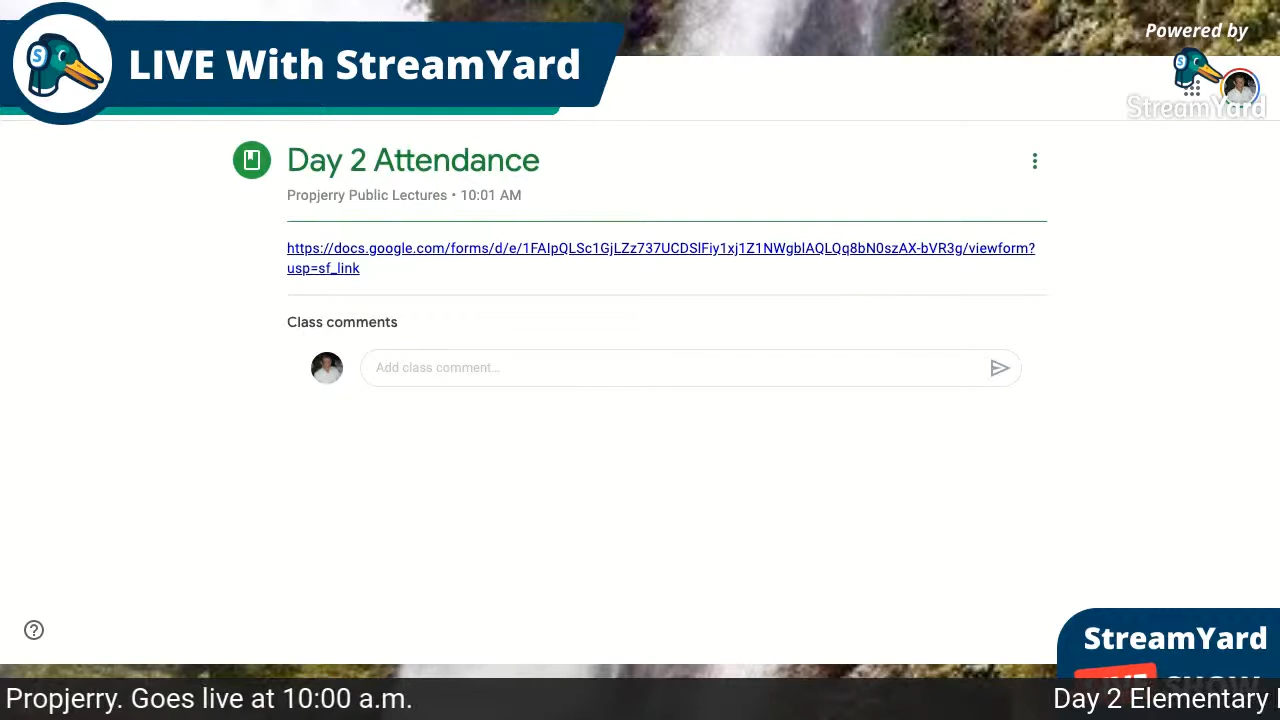 LIVE With StreamYard
Powered by
StreamYard
Day 2 Attendance
Propjerry Public Lectures • 10:01 AM
https://docs.google.com/forms/d/e/1FAIpQLSc1GjLZz737UCDSlFiy1xj1Z1NWgblAQLQq8bN0szAX-bVR3g/viewform?
usp=sf_link
Class comments
Add class comment...
StreamYard
LIVE SHOW
Propjerry. Goes live at 10:00 a.m.
Day 2 Elementary